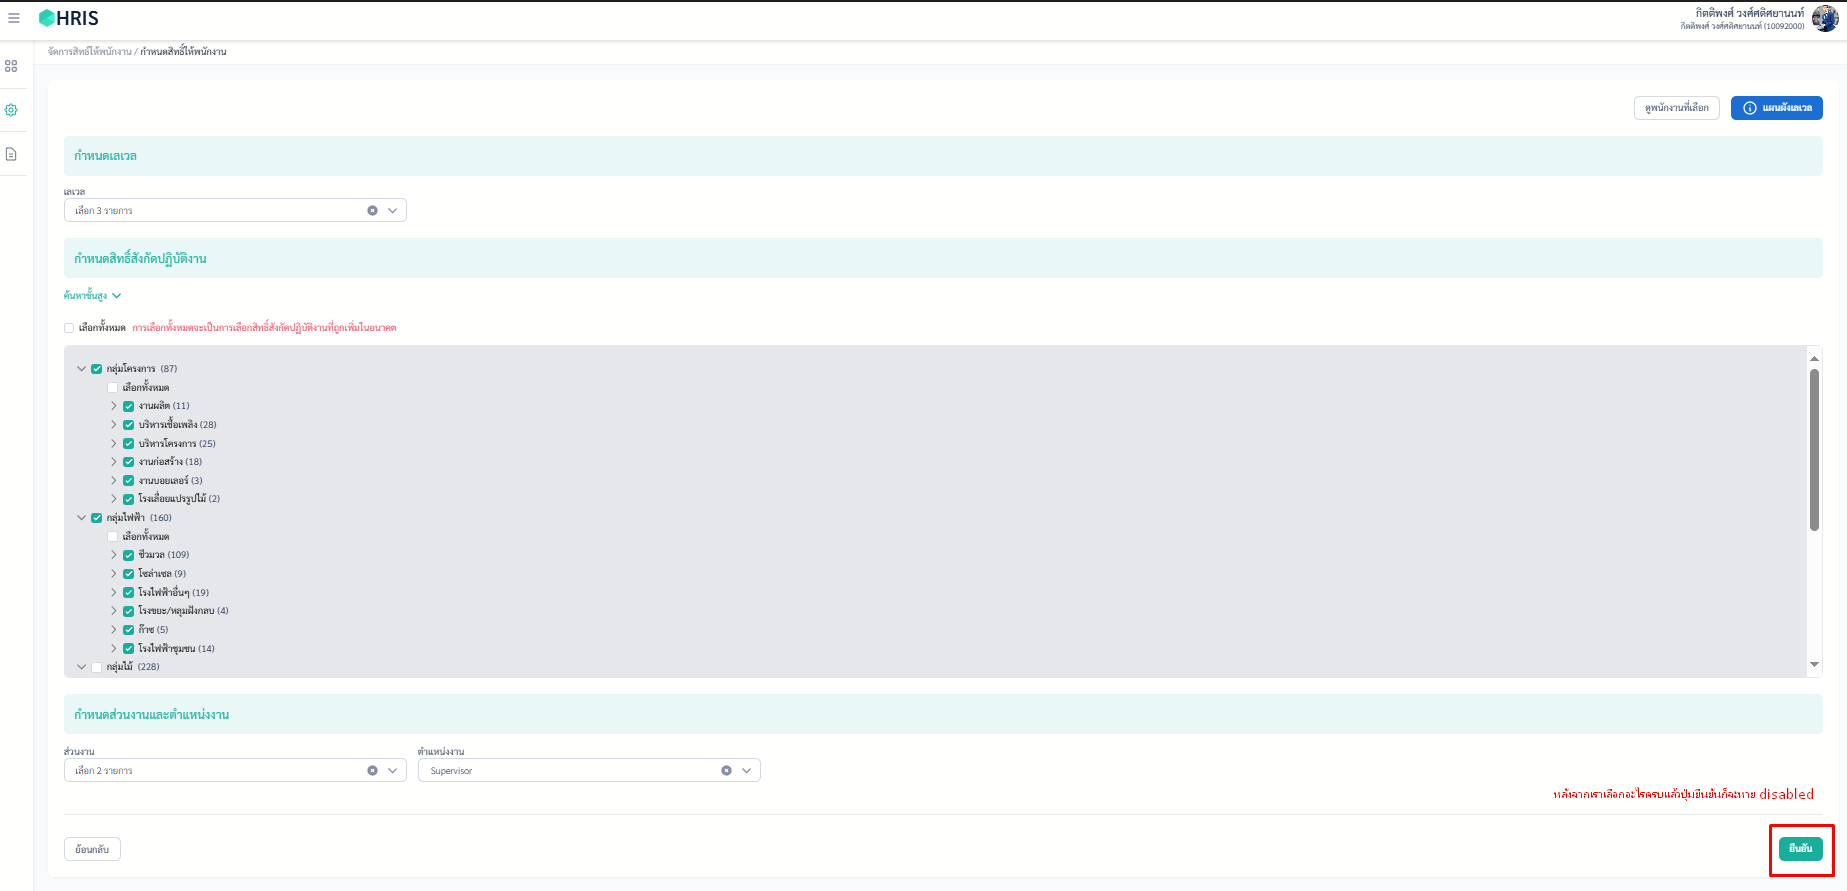 HRIS
กิตติพงศ์ วงศ์ศดิศยานนท์
กิตติพงศ์ วงศ์ศดิศยานนท์ (10092000)
จัดการสิทธิ์ให้พนักงาน / กำหนดสิทธิ์ให้พนักงาน
ดูพนักงานที่เลือก
แผนผังเลเวล
กำหนดเลเวล
เลเวล
เลือก 3 รายการ
กำหนดสิทธิ์สังกัดปฏิบัติงาน
ค้นหาขั้นสูง
เลือกทั้งหมด การเลือกทั้งหมดจะเป็นการเลือกสิทธิ์สังกัดปฏิบัติงานที่ถูกเพิ่มในอนาคต
กลุ่มโครงการ (87)
เลือกทั้งหมด
งานผลิต (11)
บริหารเชื้อเพลิง (28)
บริหารโครงการ (25)
งานก่อสร้าง (18)
งานบอยเลอร์ (3)
โรงเลื่อยแปรรูปไม้ (2)
กลุ่มไฟฟ้า (160)
เลือกทั้งหมด
ชีวมวล (109)
โซล่าเซล (9)
โรงไฟฟ้าอื่นๆ (19)
โรงขยะ/หลุมฝังกลบ (4)
ก๊าซ (5)
โรงไฟฟ้าชุมชน (14)
กลุ่มไม้ (228)
กำหนดส่วนงานและตำแหน่งงาน
ส่วนงาน ตำแหน่งงาน
เลือก 2 รายการ Supervisor
หลังจากเราเลือกอะไรครบแล้วปุ่มยืนยันก็จะหาย disabled
ย้อนกลับ
ยืนยัน